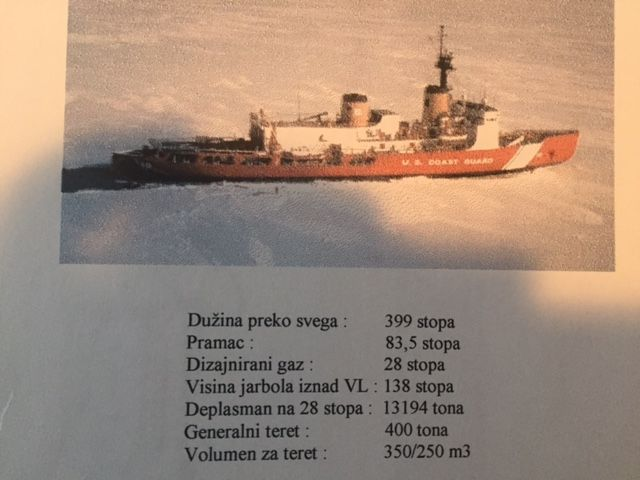 U. S. COAST GUARD
Dužina preko svega : 399 stopa
Pramac : 83,5 stopa
Dizajnirani gaz : 28 stopa
Visina jarbola iznad VL : 138 stopa
Deplasman na 28 stopa : 13194 tona
Generalni teret : 400 tona
Volumen za teret: 350/250 m3